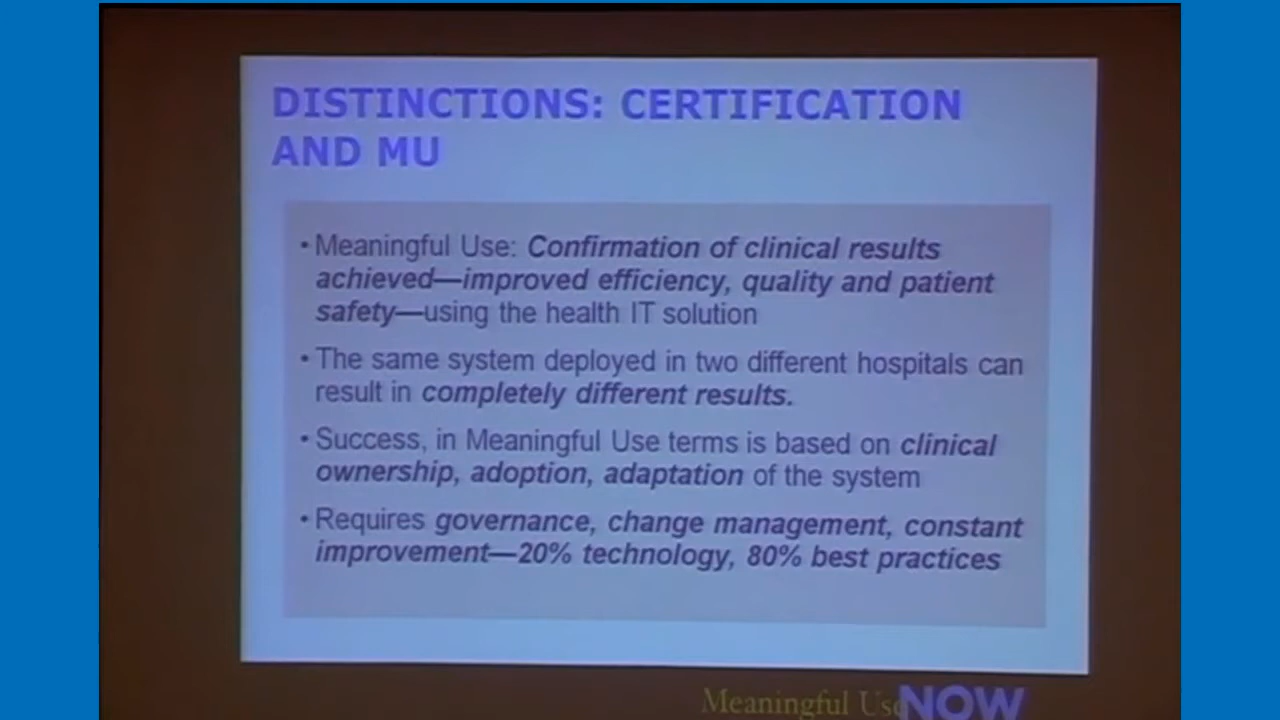 DISTINCTIONS: CERTIFICATION
AND MU
• Meaningful Use: Confirmation of clinical results
achieved—improved efficiency, quality and patient
safety—using the health IT solution
• The same system deployed in two different hospitals can
result in completely different results.
• Success, in Meaningful Use terms is based on clinical
ownership, adoption, adaptation of the system
• Requires governance, change management, constant
improvement—20% technology, 80% best practices
Meaningful Use NOW